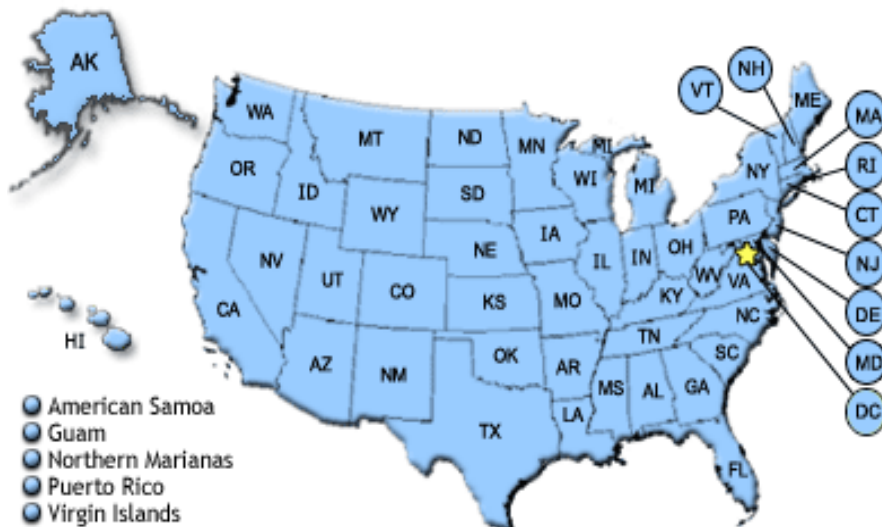 AK
WA
OR
CA
NV
ID
MT
WY
UT
AZ
CO
NM
ND
SD
NE
KS
OK
TX
MN
IA
MO
AR
LA
WI
MI
MI
IL
IN
OH
KY
TN
MS
AL
GA
FL
SC
NC
VA
WV
PA
NY
ME
VT
NH
MA
RI
CT
NJ
DE
MD
DC
HI
American Samoa
Guam
Northern Marianas
Puerto Rico
Virgin Islands